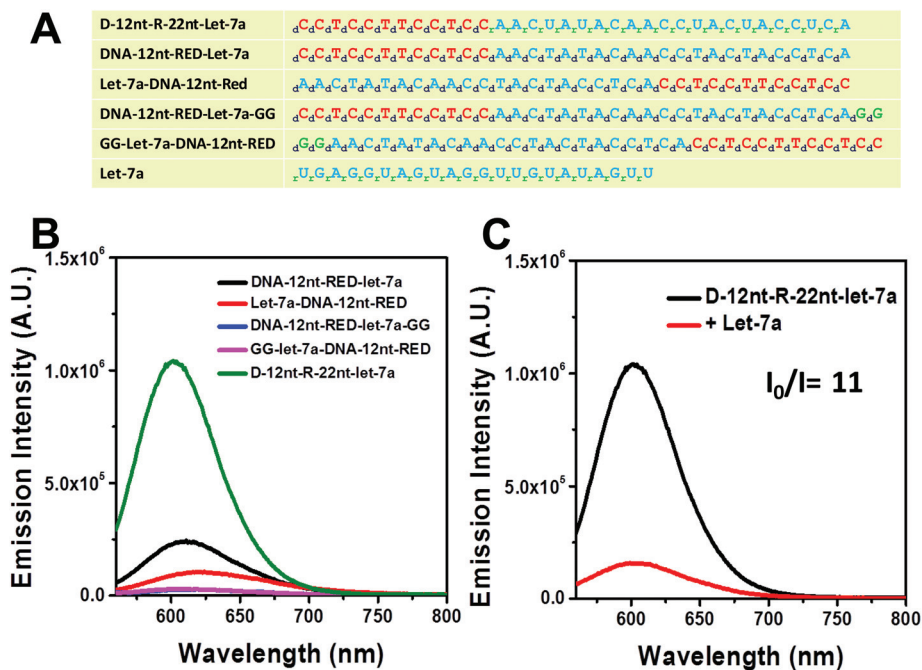 A
D-12nt-R-22nt-Let-7a dCdCdTdCdCdTdTdCdCdTdCdCrArArCrUrArUrArCrArArCrCrUrArCrUrArCrCrUrCrA
DNA-12nt-RED-Let-7a dCdCdTdCdCdTdTdCdCdTdCdCdAdAdCdTdAdTdAdCdAdAdCdCdTdAdCdTdAdCdCdTdCdA
Let-7a-DNA-12nt-Red dAdAdCdTdAdTdAdCdAdAdCdCdTdAdCdTdAdCdCdTdCdAdCdCdTdCdCdTdTdCdCdTdCdC
DNA-12nt-RED-Let-7a-GG dCdCdTdCdCdTdTdCdCdTdCdCdAdAdCdTdAdTdAdCdAdAdCdCdTdAdCdTdAdCdCdTdCdAdGdG
GG-Let-7a-DNA-12nt-RED dGdGdAdAdCdTdAdTdAdCdAdAdCdCdTdAdCdTdAdCdCdTdCdAdCdCdTdCdCdTdTdCdCdTdCdC
Let-7a rUrGrArGrGrUrArGrUrArGrGrUrUrGrUrArUrArGrUrU
B
Emission Intensity (A.U.)
1.5x10⁶
1.0x10⁶
5.0x10⁵
0.0
DNA-12nt-RED-let-7a
Let-7a-DNA-12nt-RED
DNA-12nt-RED-let-7a-GG
GG-let-7a-DNA-12nt-RED
D-12nt-R-22nt-let-7a
600 650 700 750 800
Wavelength (nm)
C
Emission Intensity (A.U.)
1.5x10⁶
1.0x10⁶
5.0x10⁵
0.0
D-12nt-R-22nt-let-7a
+ Let-7a
I₀/I= 11
600 650 700 750 800
Wavelength (nm)